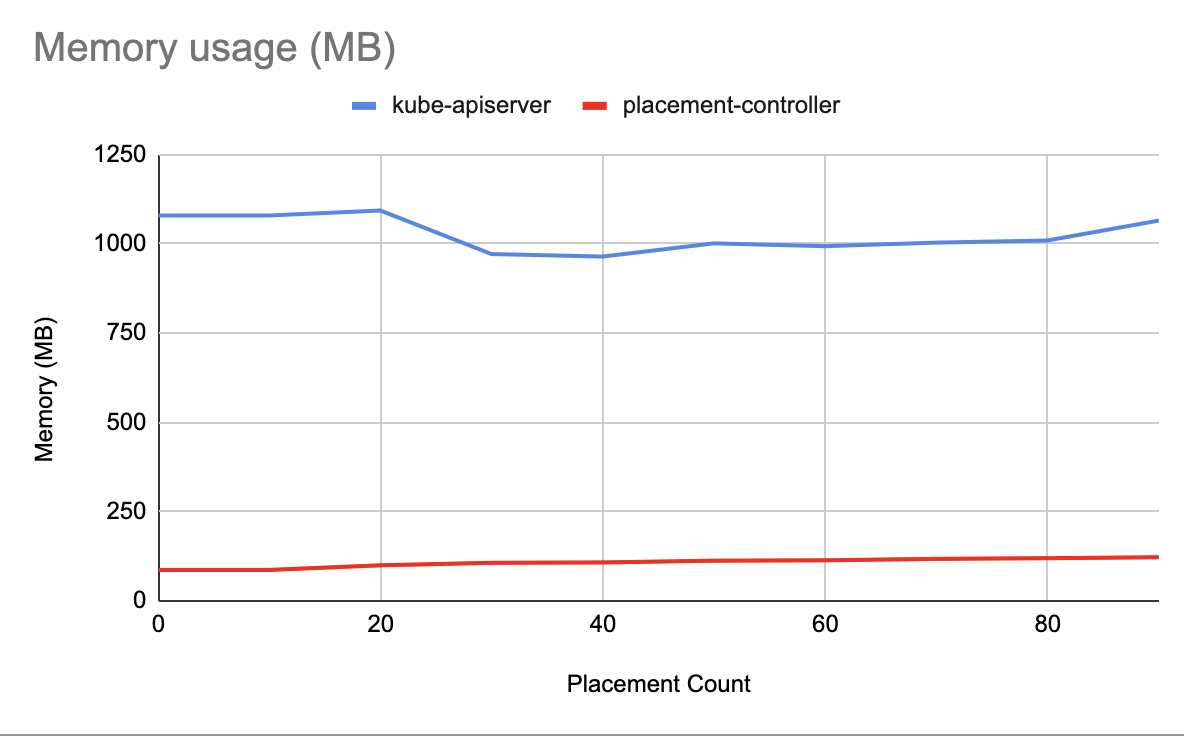 Memory usage (MB)
kube-apiserver placement-controller
1250
1000
750
500
250
0
Memory (MB)
0 20 40 60 80
Placement Count